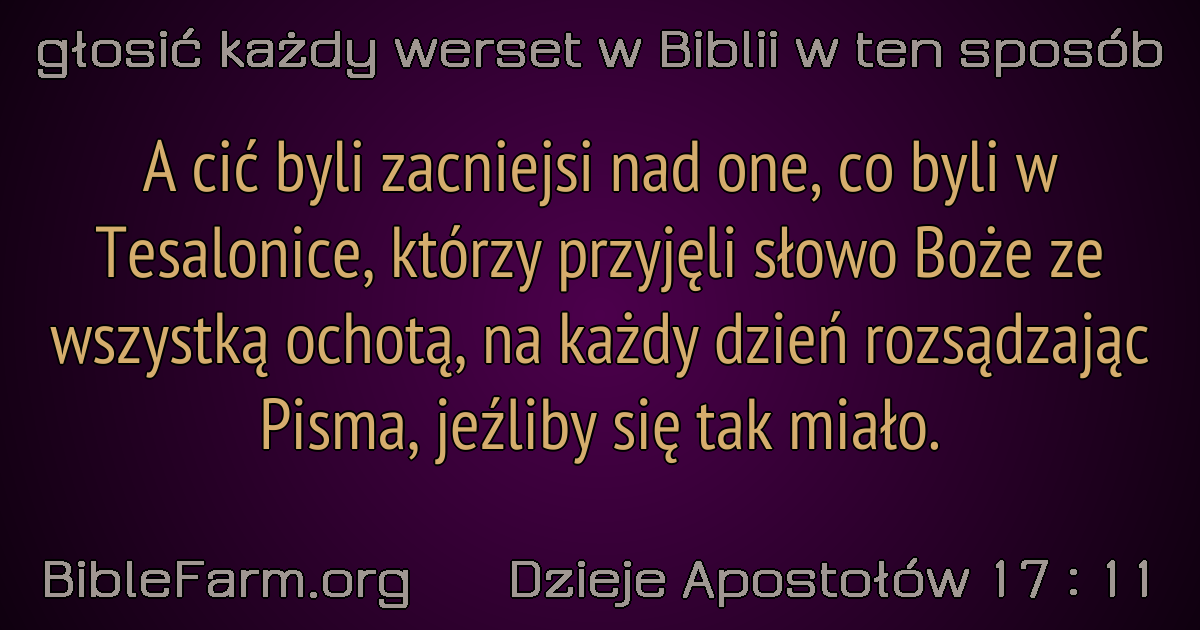 głosić każdy werset w Biblii w ten sposób
A cić byli zacniejsi nad one, co byli w
Tesalonice, którzy przyjęli słowo Boże ze
wszystką ochotą, na każdy dzień rozsądzając
Pisma, jeźliby się tak miało.
BibleFarm.org Dzieje Apostołów 17 : 11